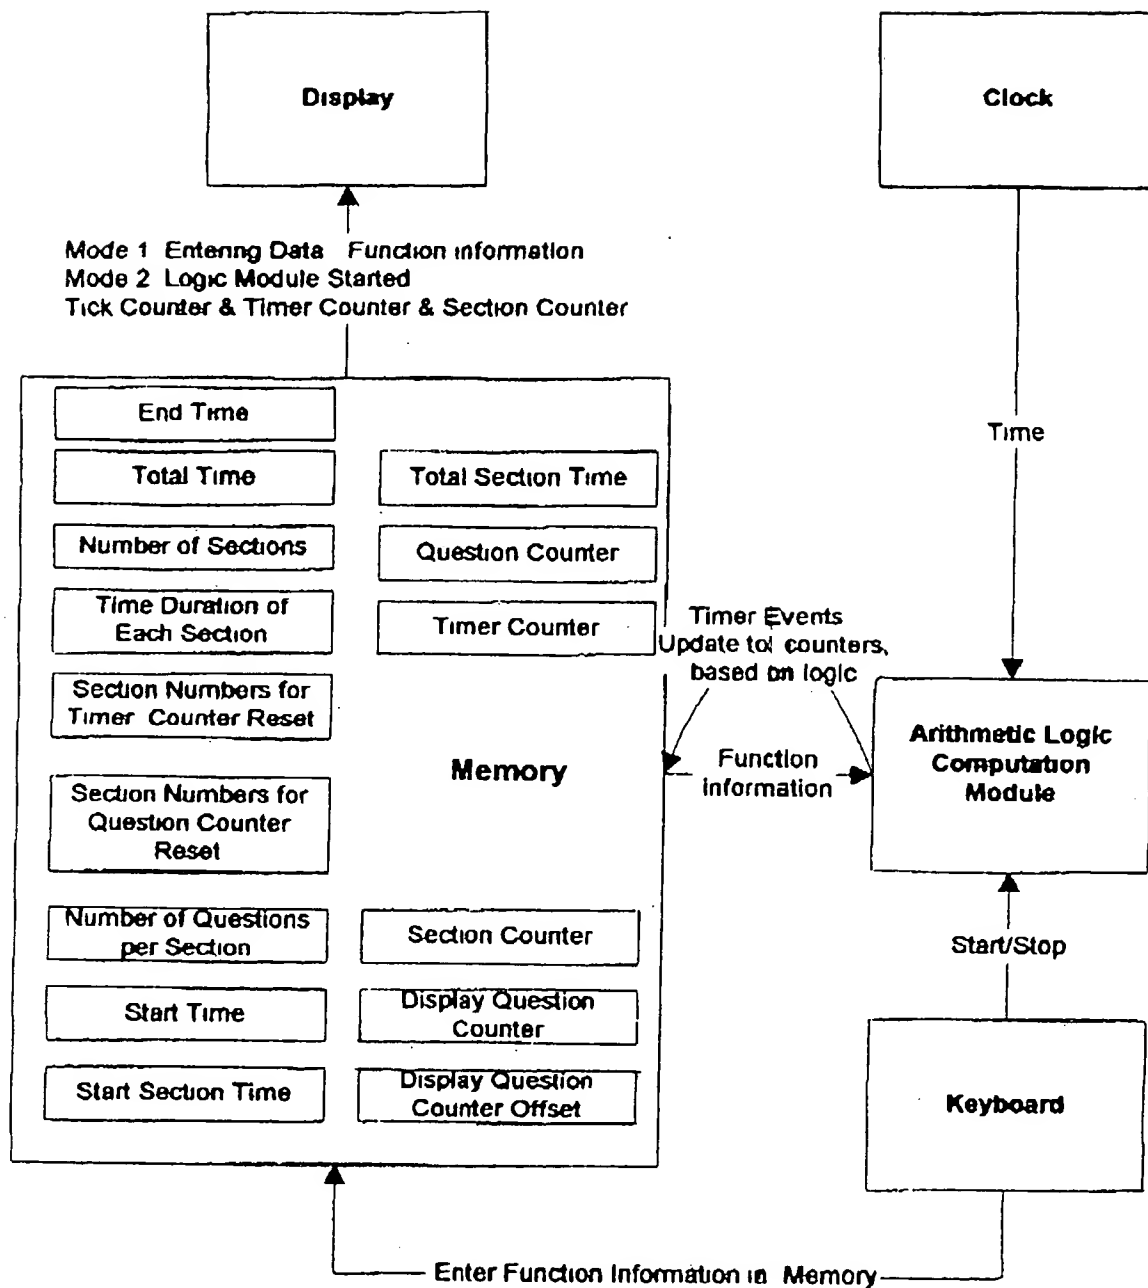 Display
Clock
Mode 1 Entering Data Function information
Mode 2 Logic Module Started
Tick Counter & Timer Counter & Section Counter
End Time
Total Time
Total Section Time
Number of Sections
Question Counter
Time Duration of
Each Section
Timer Counter
Section Numbers for
Timer Counter Reset
Section Numbers for
Question Counter
Reset
Memory
Number of Questions
per Section
Section Counter
Start Time
Display Question
Counter
Start Section Time
Display Question
Counter Offset
Time
Timer Events
Update to counters,
based on logic
Function
information
Arithmetic Logic
Computation
Module
Start/Stop
Keyboard
Enter Function Information in Memory